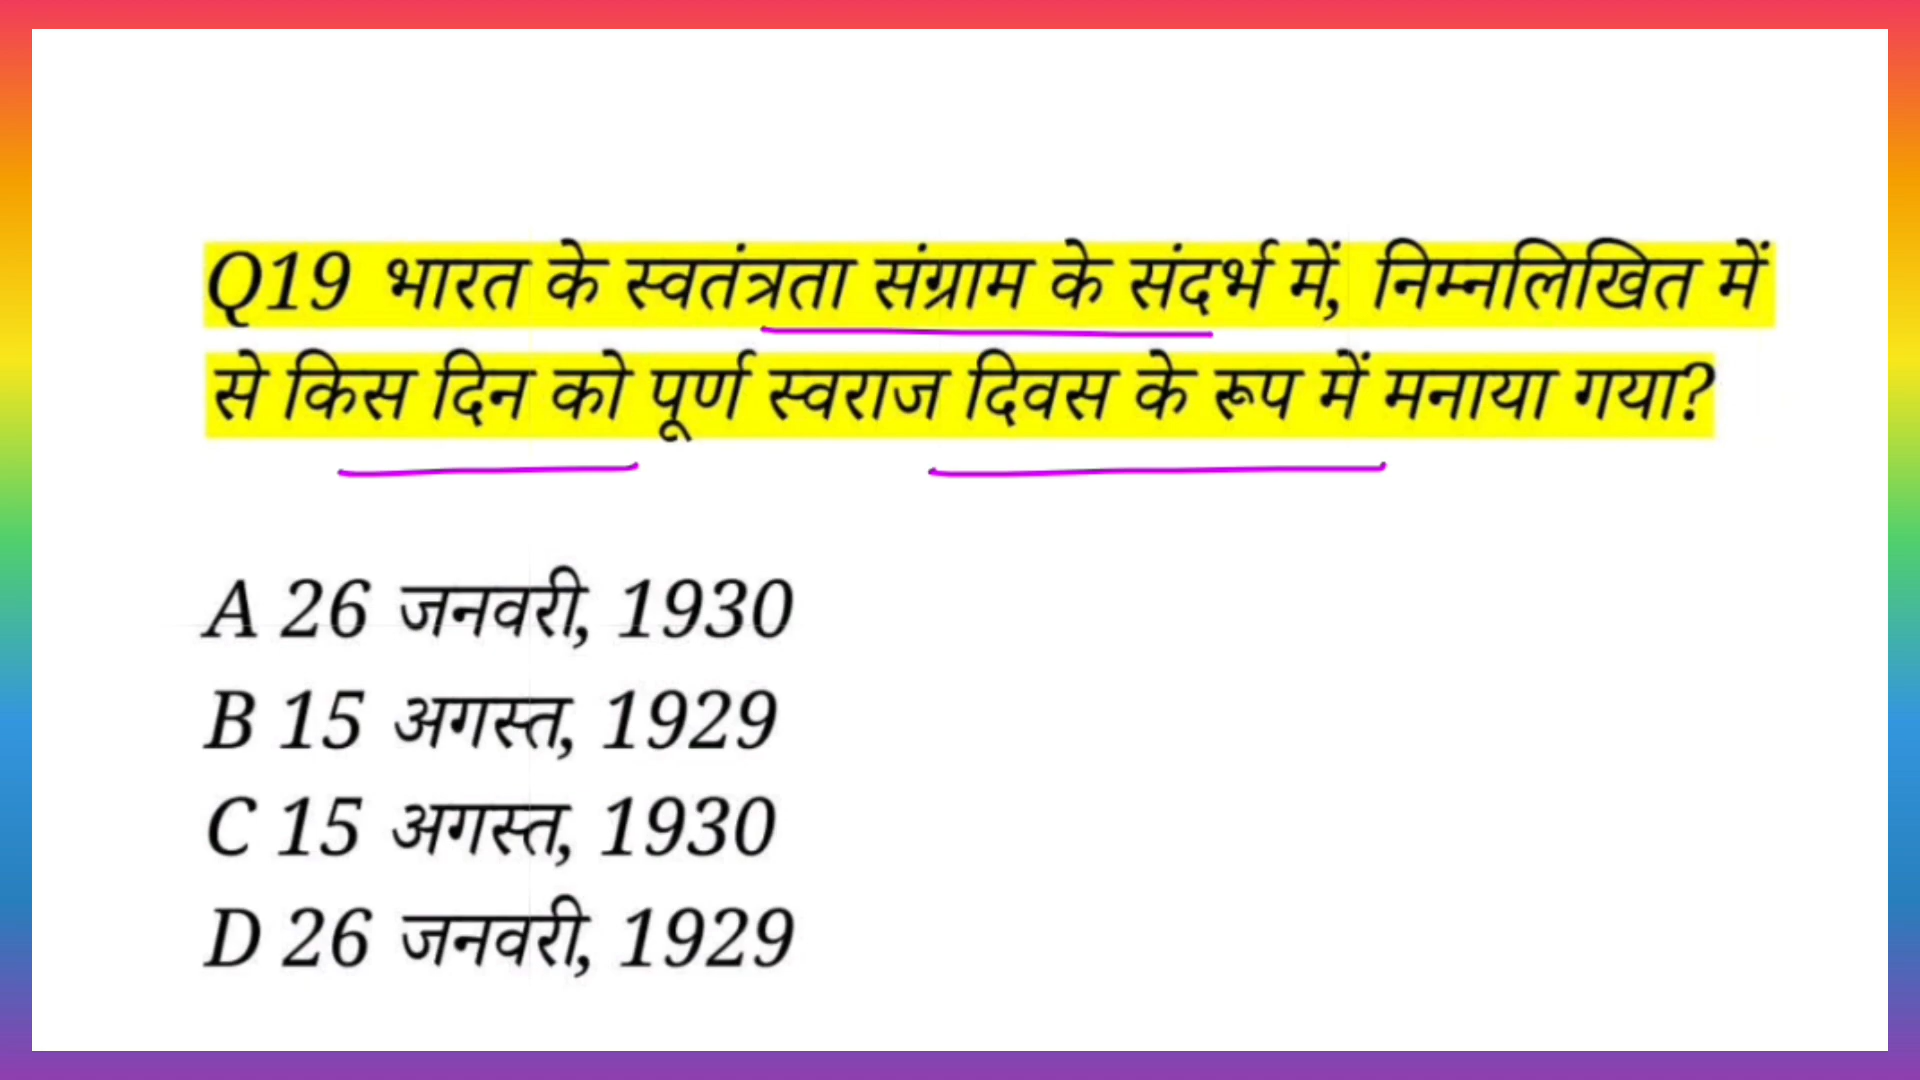 Q19 भारत के स्वतंत्रता संग्राम के संदर्भ में, निम्नलिखित में
से किस दिन को पूर्ण स्वराज दिवस के रूप में मनाया गया?
A 26 जनवरी, 1930
B 15 अगस्त, 1929
C 15 अगस्त, 1930
D 26 जनवरी, 1929